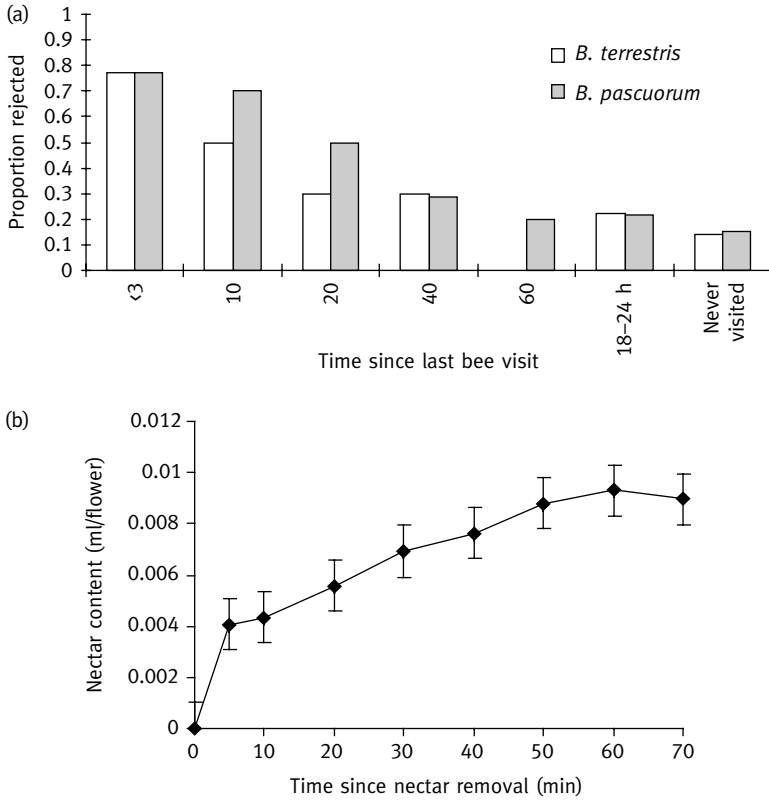 (a)
Proportion rejected
1
0.9
0.8
0.7
0.6
0.5
0.4
0.3
0.2
0.1
0
B. terrestris
B. pascuorum
<3
10
20
40
60
18–24 h
Never
visited
Time since last bee visit
(b)
Nectar content (ml/flower)
0.012
0.01
0.008
0.006
0.004
0.002
0
0 10 20 30 40 50 60 70
Time since nectar removal (min)